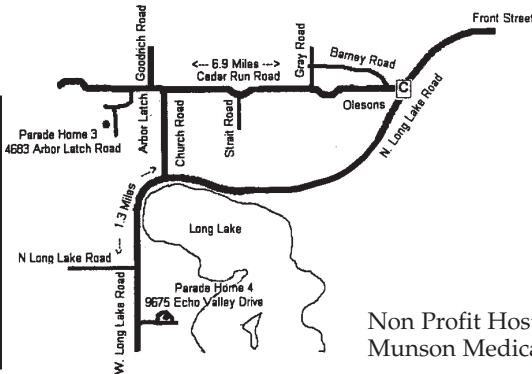 Front Street
Goodrich Road
<--- 6.9 Miles --->
Cedar Run Road
Gray Road
Barney Road
C
Olesons
N. Long Lake Road
Arbor Latch
Church Road
Strait Road
Parade Home 3
4683 Arbor Latch Road
<--- 1.3 Miles --->
Long Lake
N Long Lake Road
Parade Home 4
9675 Echo Valley Drive
W. Long Lake Road
Non Profit Hos
Munson Medica